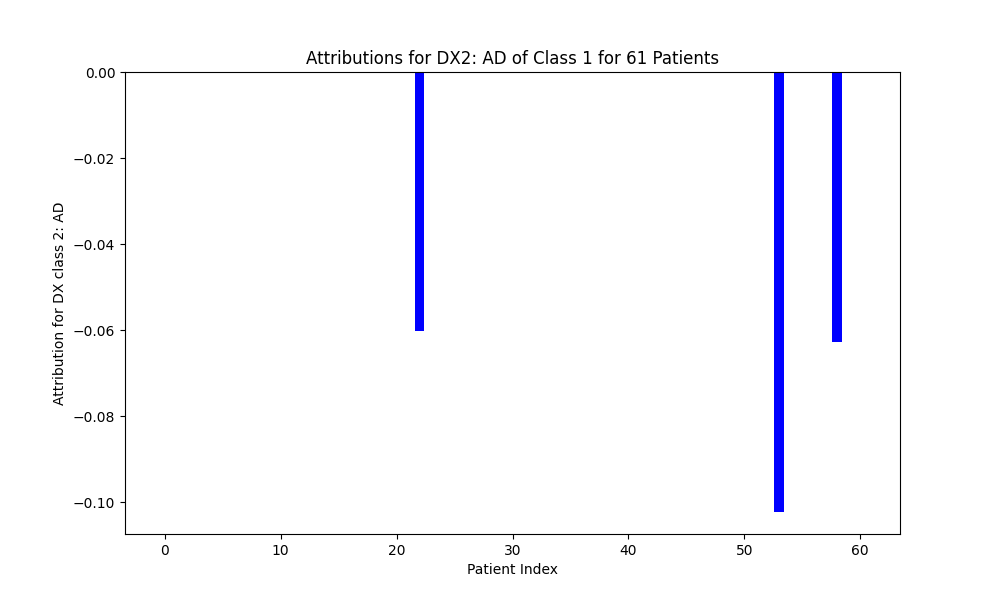 Attributions for DX2: AD of Class 1 for 61 Patients
Attribution for DX class 2: AD
0.00
−0.02
−0.04
−0.06
−0.08
−0.10
0 10 20 30 40 50 60
Patient Index